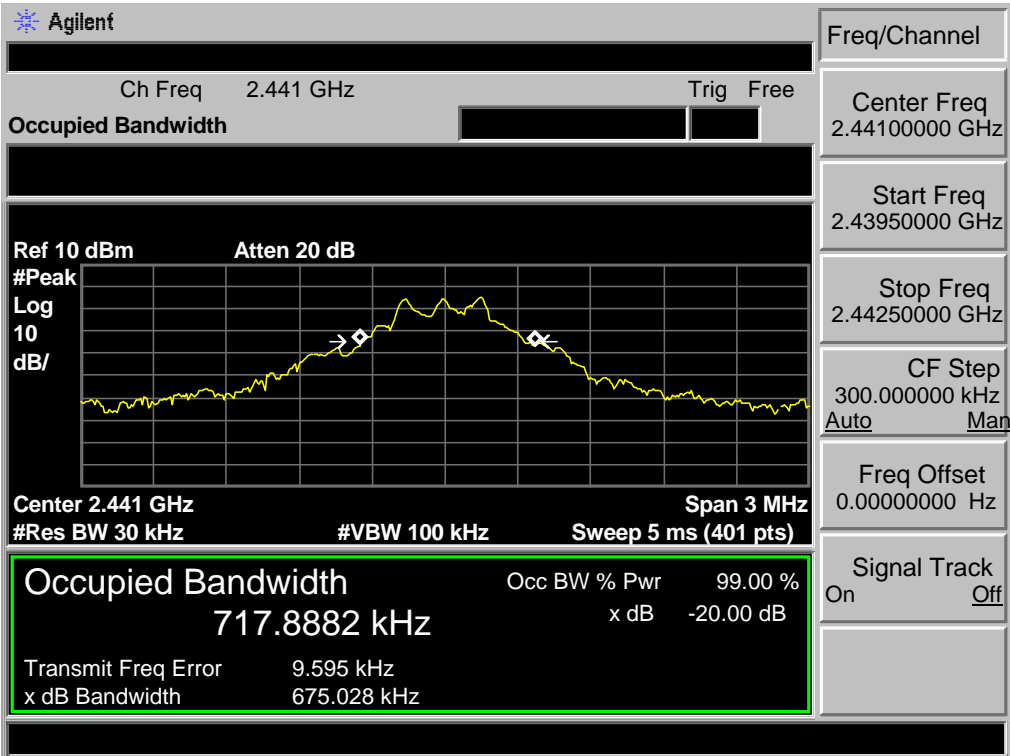 Agilent
Freq/Channel
Ch Freq 2.441 GHz Trig Free
Occupied Bandwidth
Center Freq
2.44100000 GHz
Start Freq
2.43950000 GHz
Stop Freq
2.44250000 GHz
CF Step
300.000000 kHz
Auto Man
Freq Offset
0.00000000 Hz
Signal Track
On Off
Ref 10 dBm Atten 20 dB
#Peak
Log
10
dB/
Center 2.441 GHz Span 3 MHz
#Res BW 30 kHz #VBW 100 kHz Sweep 5 ms (401 pts)
Occupied Bandwidth Occ BW % Pwr 99.00 %
717.8882 kHz x dB -20.00 dB
Transmit Freq Error 9.595 kHz
x dB Bandwidth 675.028 kHz